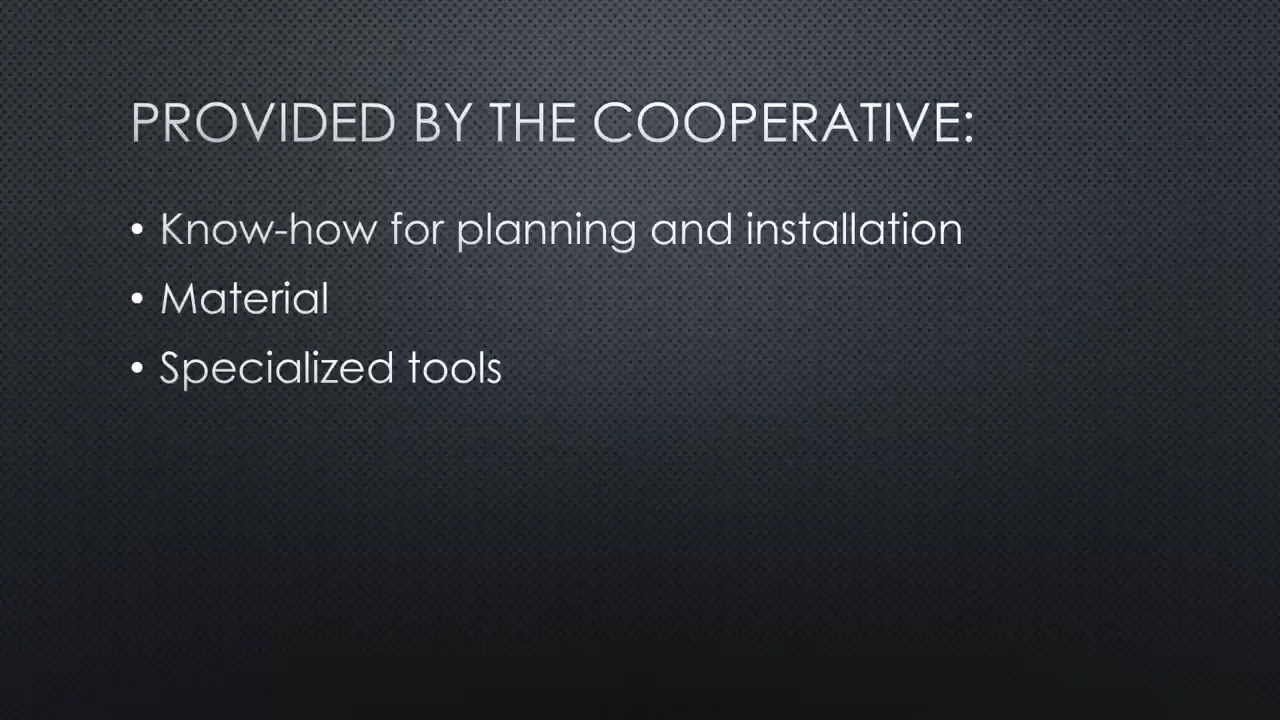 PROVIDED BY THE COOPERATIVE:
• Know-how for planning and installation
• Material
• Specialized tools